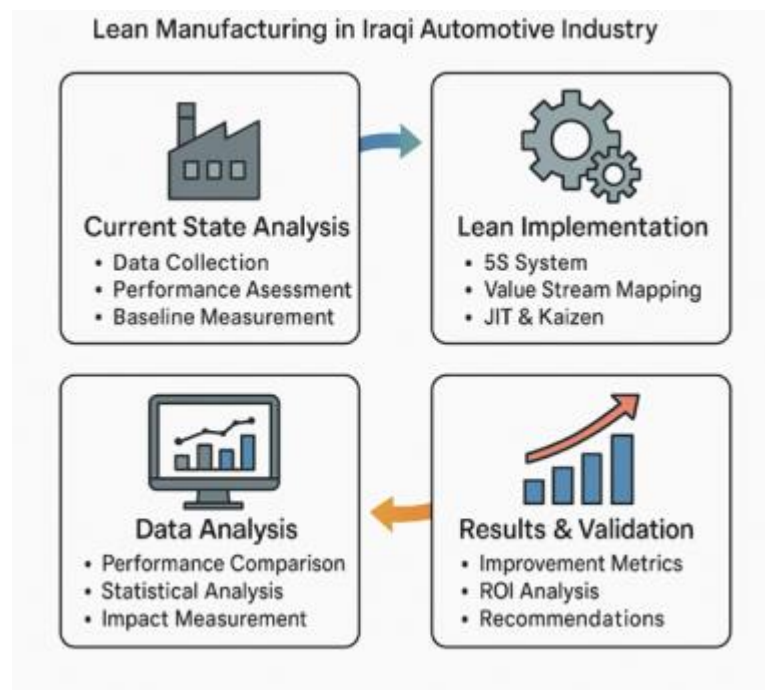 Lean Manufacturing in Iraqi Automotive Industry
Current State Analysis
• Data Collection
• Performance Asessment
• Baseline Measurement
Lean Implementation
• 5S System
• Value Stream Mapping
• JIT & Kaizen
Data Analysis
• Performance Comparison
• Statistical Analysis
• Impact Measurement
Results & Validation
• Improvement Metrics
• ROI Analysis
• Recommendations